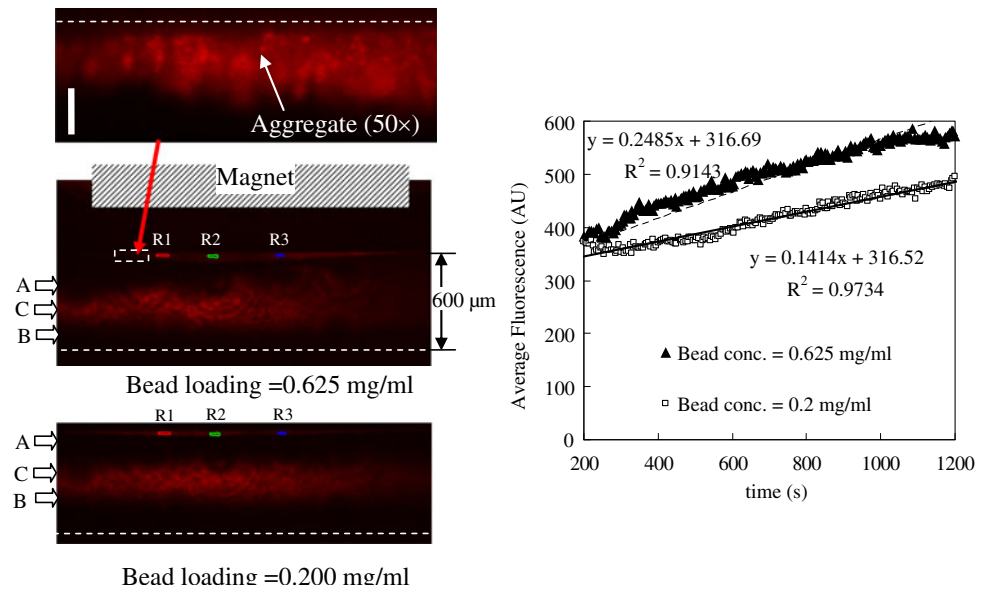 Aggregate (50×)
Magnet
R1 R2 R3
A
C
B
600 µm
Bead loading =0.625 mg/ml
R1 R2 R3
A
C
B
Bead loading =0.200 mg/ml
Average Fluorescence (AU)
600
500
400
300
200
100
0
y = 0.2485x + 316.69
R² = 0.9143
y = 0.1414x + 316.52
R² = 0.9734
Bead conc. = 0.625 mg/ml
Bead conc. = 0.2 mg/ml
200 400 600 800 1000 1200
time (s)